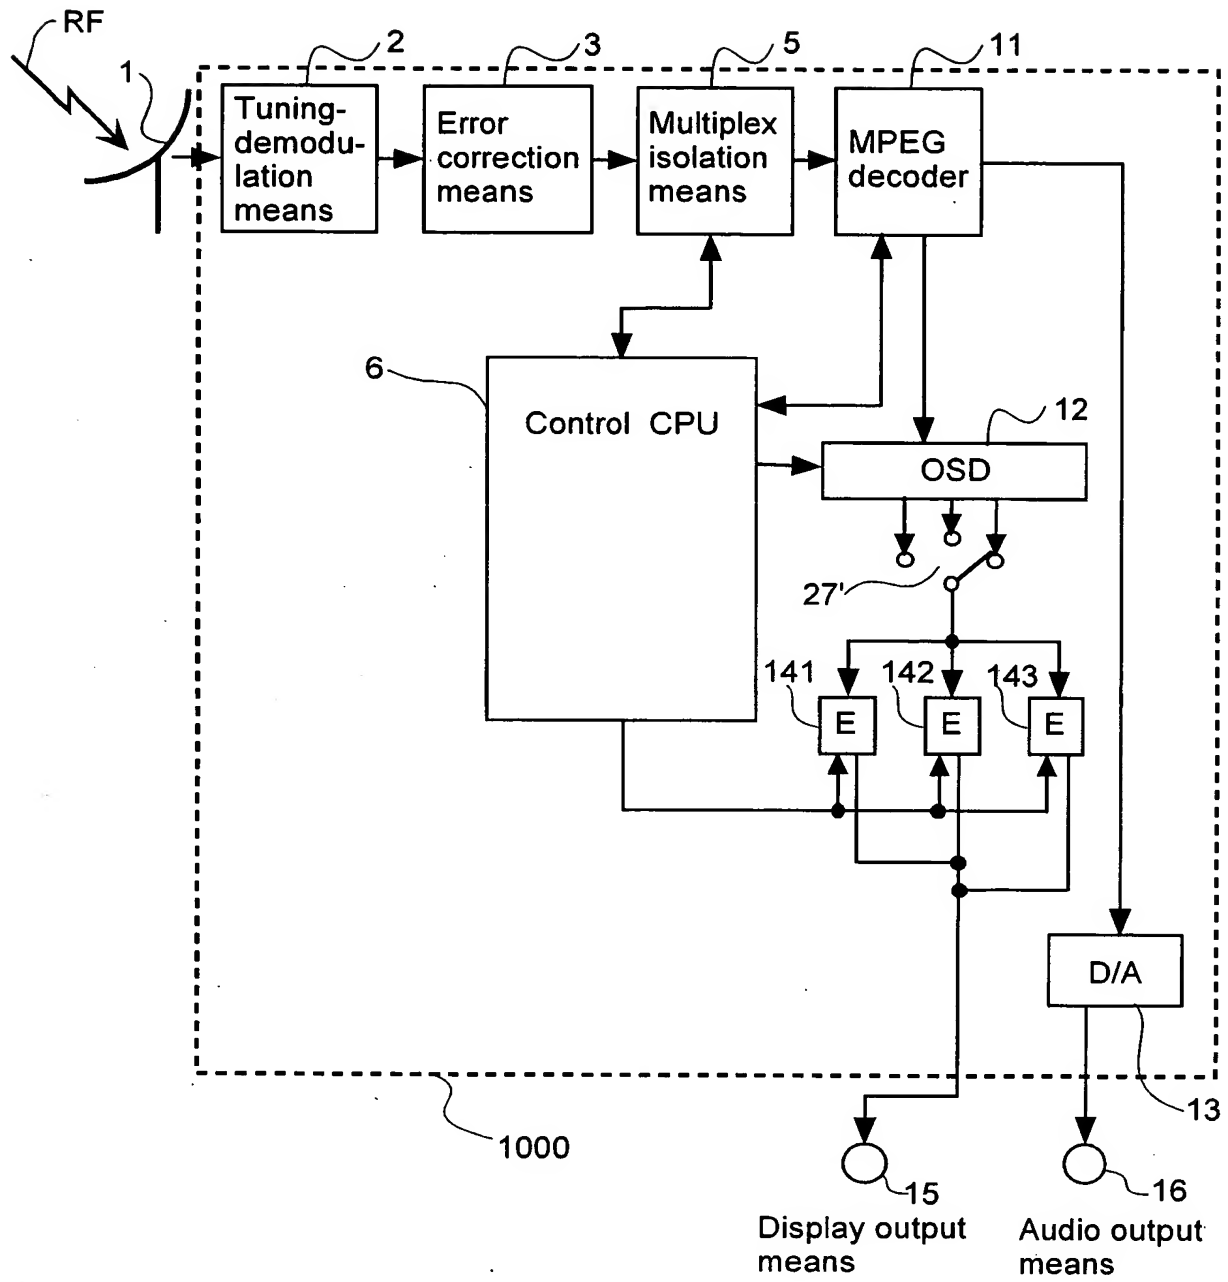 RF
1
2
3
5
11
Tuning-
demodu-
lation
means
Error
correction
means
Multiplex
isolation
means
MPEG
decoder
6
Control CPU
12
OSD
27'
141
142
143
E
E
E
D/A
13
1000
15
16
Display output
means
Audio output
means